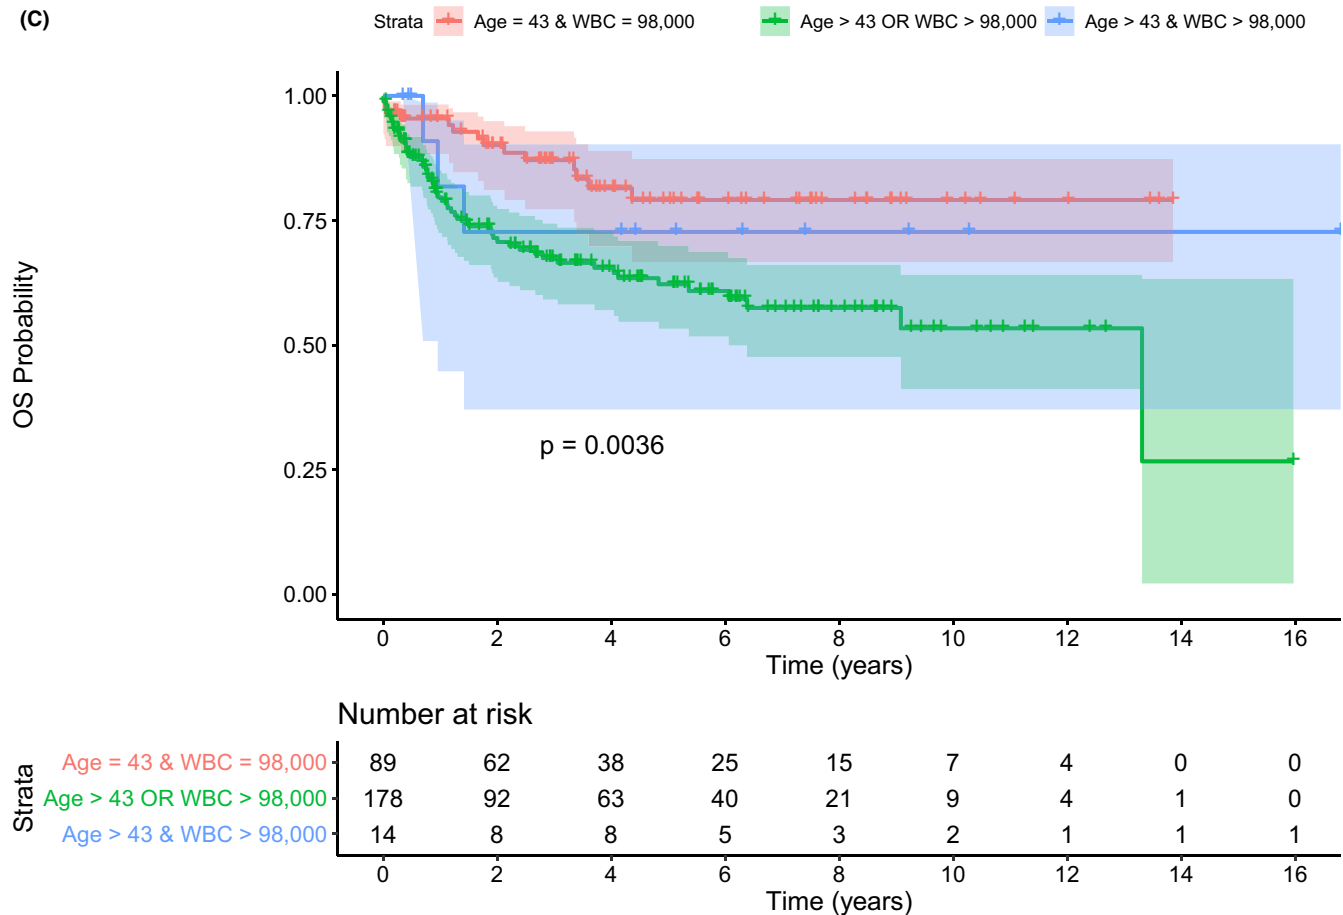 (C)
Strata Age = 43 & WBC = 98,000 Age > 43 OR WBC > 98,000 Age > 43 & WBC > 98,000
OS Probability
1.00
0.75
0.50
0.25
0.00
p = 0.0036
0 2 4 6 8 10 12 14 16
Time (years)
Number at risk
Strata
Age = 43 & WBC = 98,000 89 62 38 25 15 7 4 0 0
Age > 43 OR WBC > 98,000 178 92 63 40 21 9 4 1 0
Age > 43 & WBC > 98,000 14 8 8 5 3 2 1 1 1
0 2 4 6 8 10 12 14 16
Time (years)